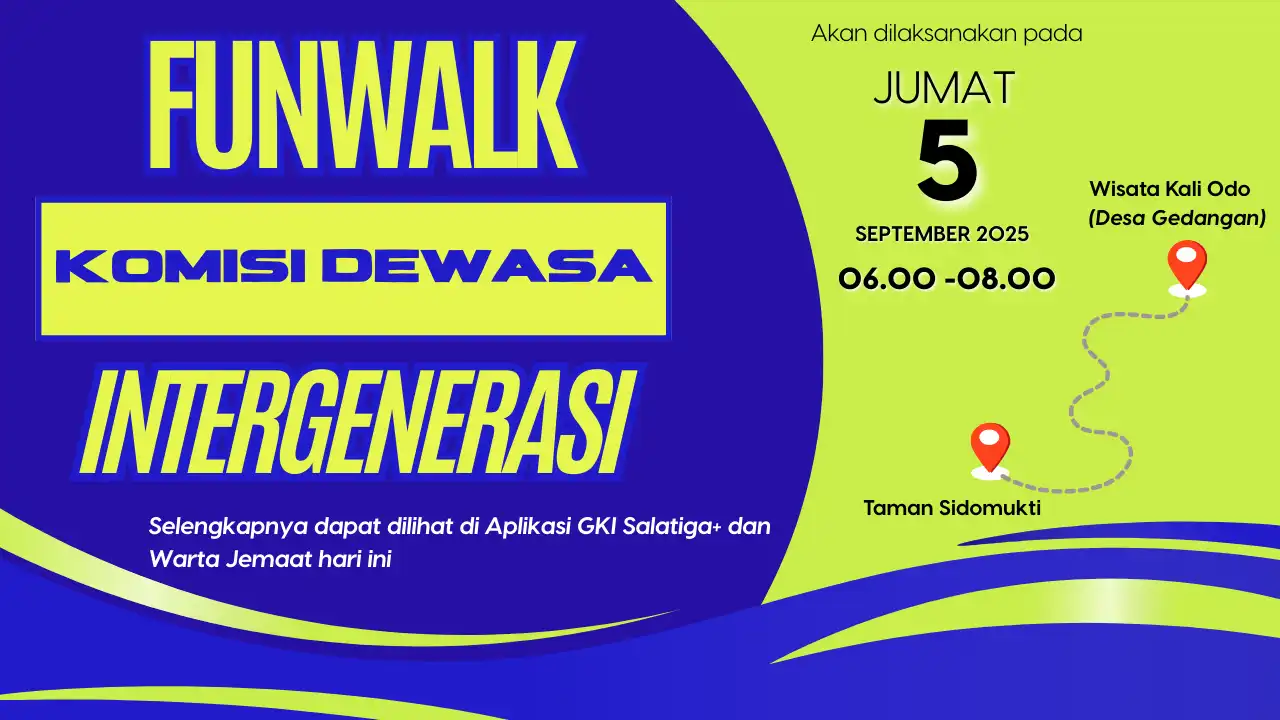 FUNWALK
KOMISI DEWASA
INTERGENERASI
Selengkapnya dapat dilihat di Aplikasi GKI Salatiga+ dan
Warta Jemaat hari ini
Akan dilaksanakan pada
JUMAT
5
SEPTEMBER 2025
06.00 -08.00
Wisata Kali Odo
(Desa Gedangan)
Taman Sidomukti